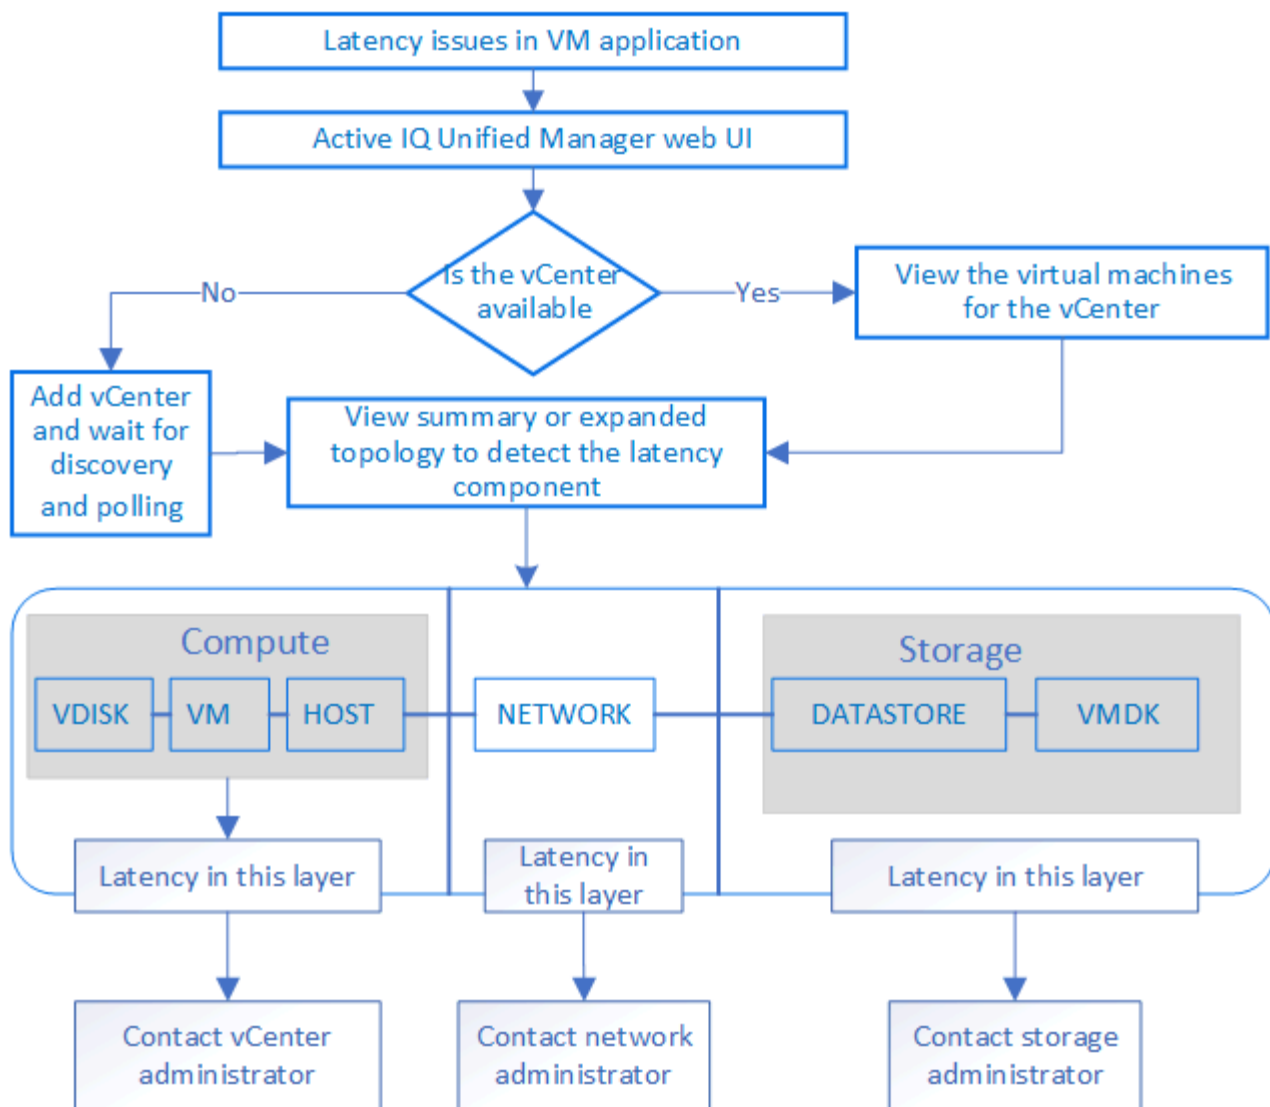 Latency issues in VM application
Active IQ Unified Manager web UI
Is the vCenter
available
No
Yes
View the virtual machines
for the vCenter
Add vCenter
and wait for
discovery
and polling
View summary or expanded
topology to detect the latency
component
Compute
Storage
VDISK
VM
HOST
NETWORK
DATASTORE
VMDK
Latency in this layer
Latency in
this layer
Latency in this layer
Contact vCenter
administrator
Contact network
administrator
Contact storage
administrator